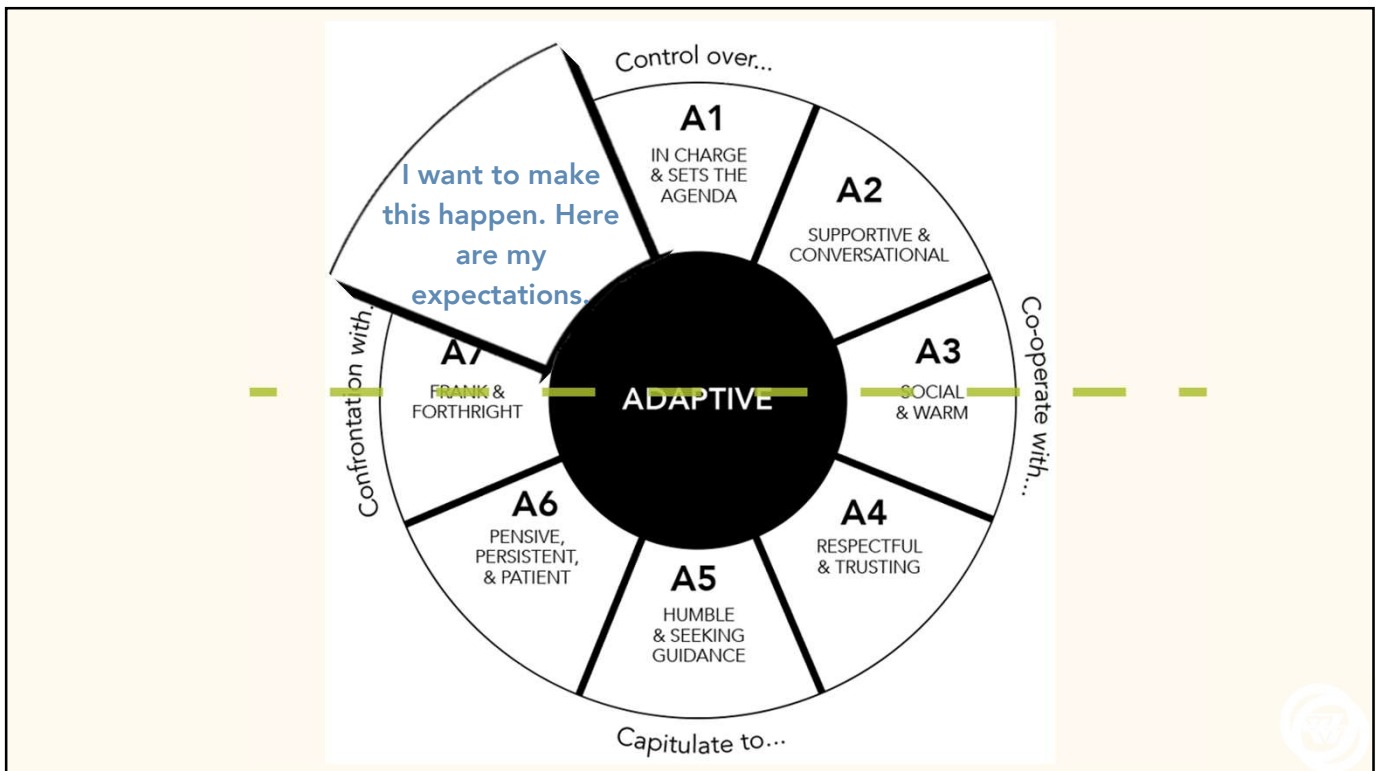 Control over...
A1
IN CHARGE
& SETS THE
AGENDA
I want to make
this happen. Here
are my
expectations.
A2
SUPPORTIVE &
CONVERSATIONAL
Co-operate with...
A3
SOCIAL
& WARM
Confrontation with...
A7
FRANK &
FORTHRIGHT
ADAPTIVE
A4
RESPECTFUL
& TRUSTING
A6
PENSIVE,
PERSISTENT,
& PATIENT
A5
HUMBLE
& SEEKING
GUIDANCE
Capitulate to...